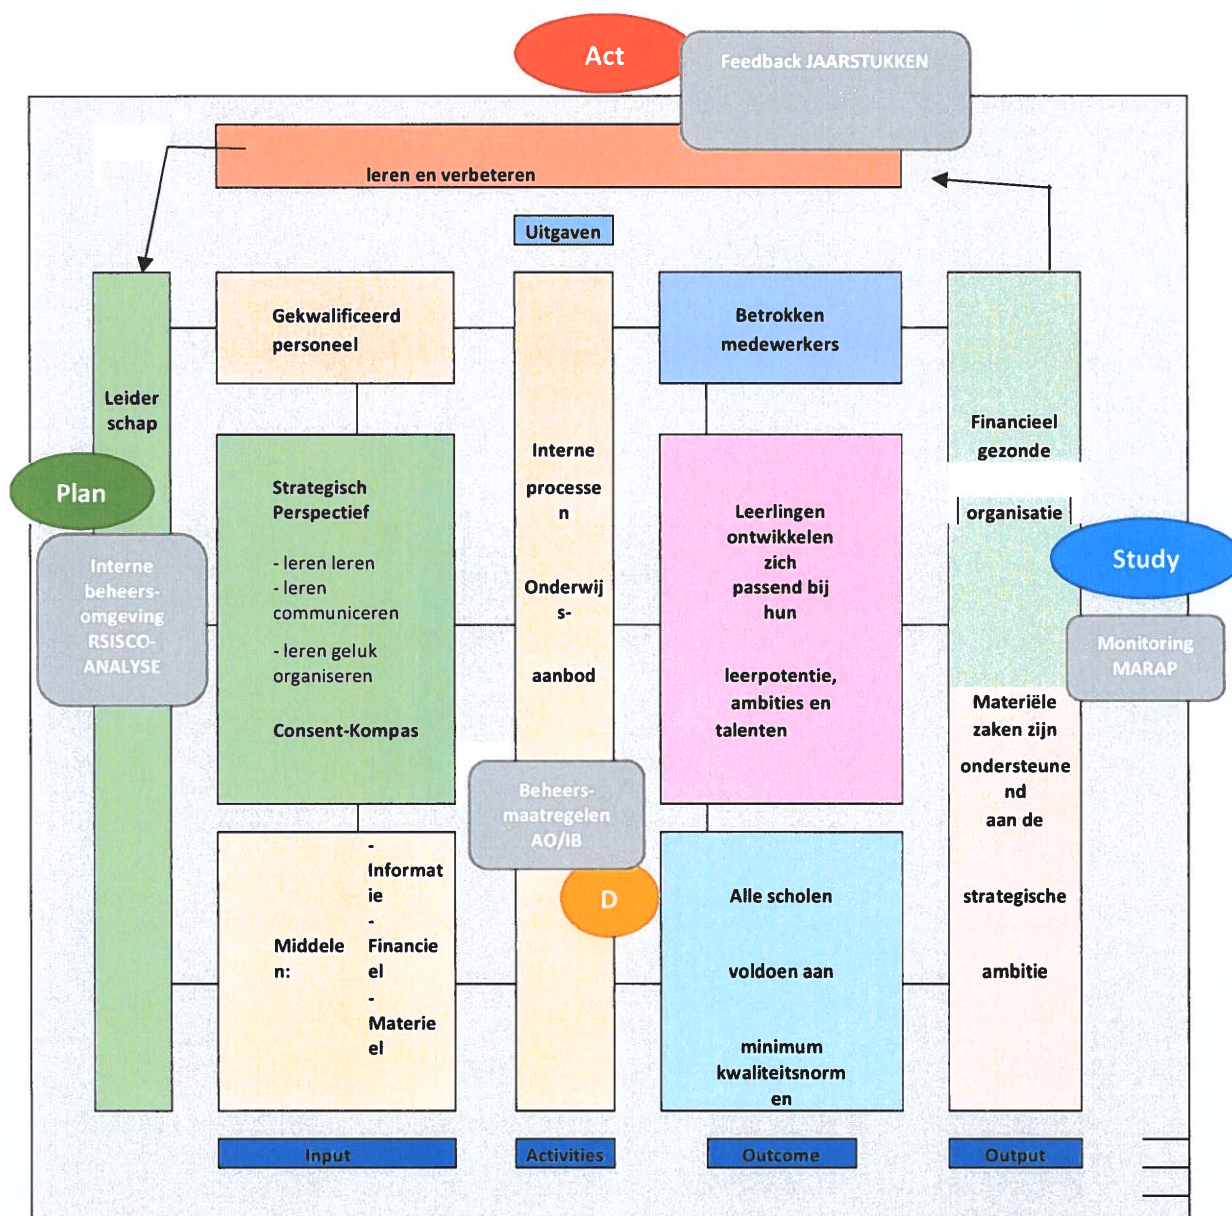 Act
Feedback JAARSTUKKEN
leren en verbeteren
Uitgaven
Leider
schap
Plan
Interne
beheers-
omgeving
RSISCO-
ANALYSE
Gekwalificeerd
personeel
Strategisch
Perspectief
- leren leren
- leren
communiceren
- leren geluk
organiseren
Consent-Kompas
Middele
n:
-
Informat
ie
-
Financie
el
-
Materie
el
Interne
processe
n
Onderwij
s-
aanbod
Beheers-
maatregelen
AO/IB
D
Betrokken
medewerkers
Leerlingen
ontwikkelen
zich
passend bij
hun
leerpotentie,
ambities en
talenten
Alle scholen
voldoen aan
minimum
kwaliteitsnorm
en
Financieel
gezonde
organisatie
Study
Monitoring
MARAP
Materiële
zaken zijn
ondersteune
nd
aan de
strategische
ambitie
Input
Activities
Outcome
Output